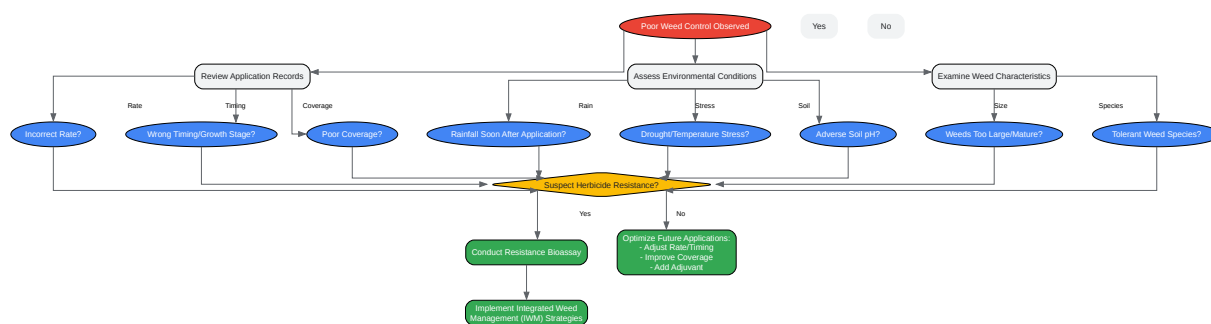 Poor Weed Control Observed
Yes
No
Review Application Records
Assess Environmental Conditions
Examine Weed Characteristics
Rate
Timing
Coverage
Rain
Stress
Soil
Size
Species
Incorrect Rate?
Wrong Timing/Growth Stage?
Poor Coverage?
Rainfall Soon After Application?
Drought/Temperature Stress?
Adverse Soil pH?
Weeds Too Large/Mature?
Tolerant Weed Species?
Suspect Herbicide Resistance?
Yes
No
Conduct Resistance Bioassay
Optimize Future Applications:
- Adjust Rate/Timing
- Improve Coverage
- Add Adjuvant
Implement Integrated Weed
Management (IWM) Strategies